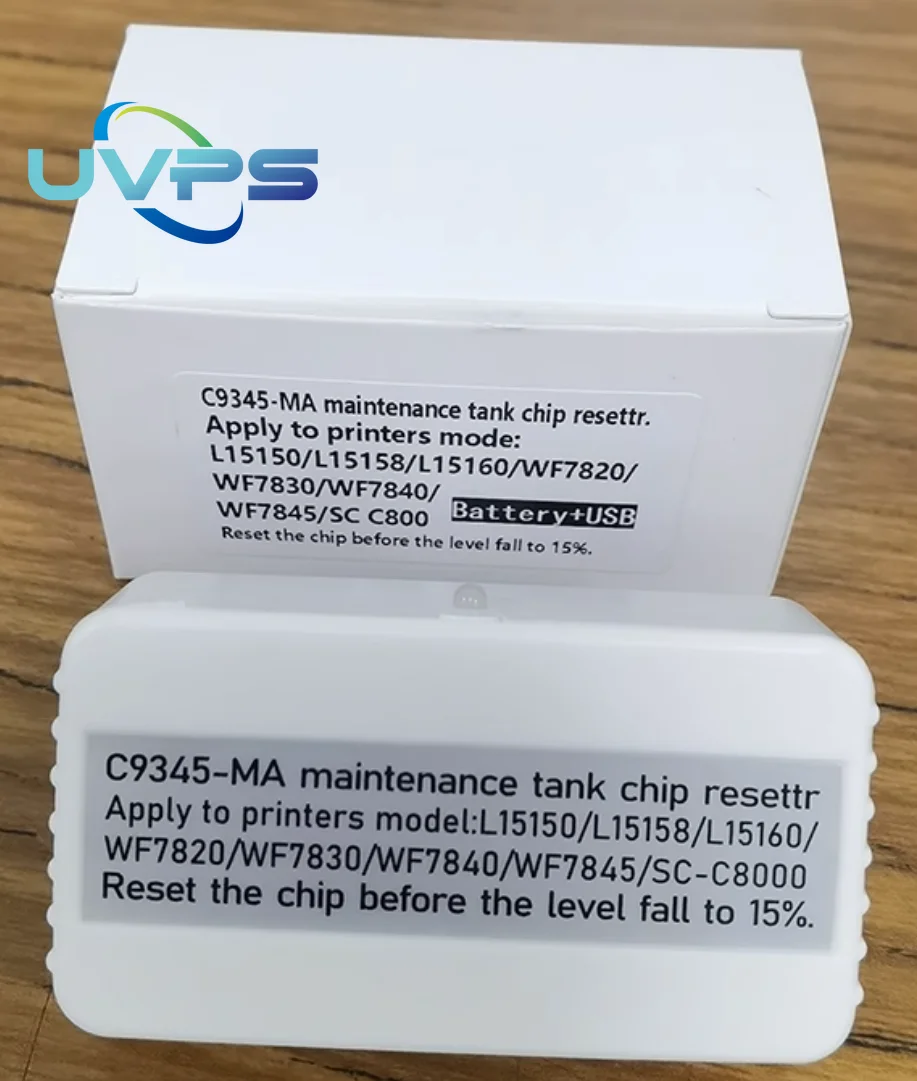 UVPS
C9345-MA maintenance tank chip resettr.
Apply to printers mode:
L15150/L15158/L15160/WF7820/
WF7830/WF7840/
WF7845/SC C800 Battery+USB
Reset the chip before the level fall to 15%.
C9345-MA maintenance tank chip resettr
Apply to printers model:L15150/L15158/L15160/
WF7820/WF7830/WF7840/WF7845/SC-C8000
Reset the chip before the level fall to 15%.